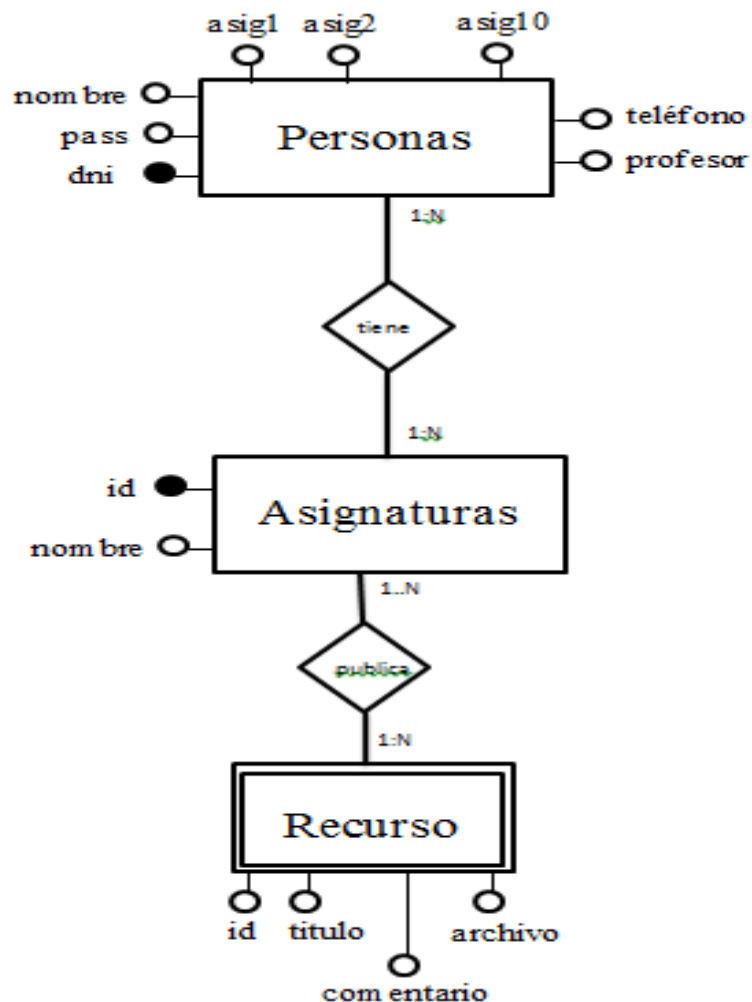 asig1 asig2 asig10
nombre
pass
dni
Personas
teléfono
profesor
1:N
tiene
1:N
id
nombre
Asignaturas
1..N
publica
1:N
Recurso
id titulo archivo
comentario